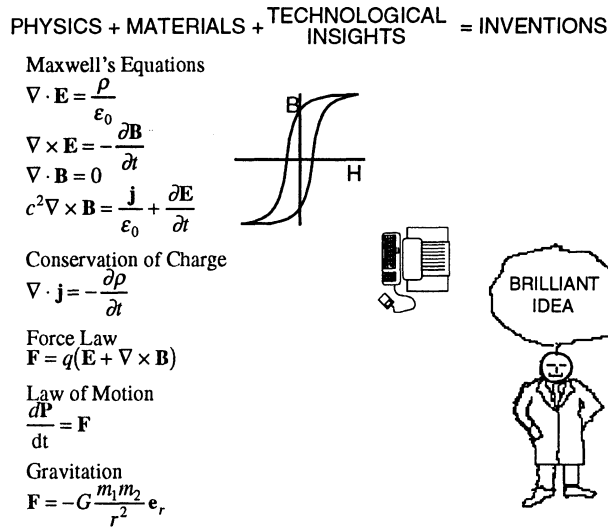 PHYSICS + MATERIALS + TECHNOLOGICAL INSIGHTS = INVENTIONS
Maxwell's Equations
∇ · E = ρ/ε₀
∇ × E = −∂B/∂t
∇ · B = 0
c²∇ × B = j/ε₀ + ∂E/∂t
Conservation of Charge
∇ · j = −∂ρ/∂t
Force Law
F = q(E + ∇ × B)
Law of Motion
dP/dt = F
Gravitation
F = −G m₁m₂/r² eᵣ
B
H
BRILLIANT
IDEA